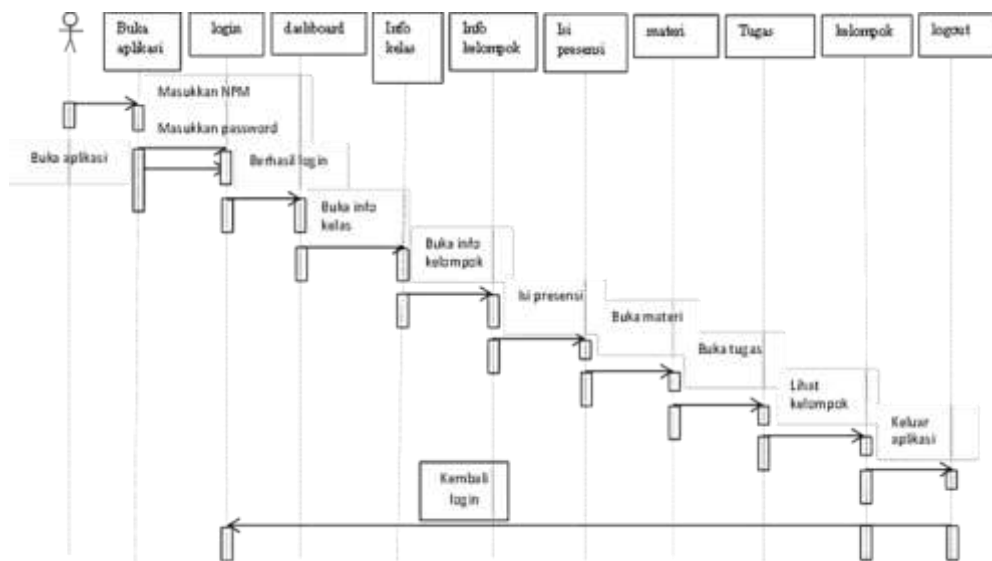 Buka
aplikasi
login
dashboard
Info
kelas
Info
kelompok
Isi
presensi
materi
Tugas
kelompok
logout
Masukkan NPM
Masukkan password
Buka aplikasi
Berhasil login
Buka info
kelas
Buka info
kelompok
Isi presensi
Buka materi
Buka tugas
Lihat
kelompok
Keluar
aplikasi
Kembali
login